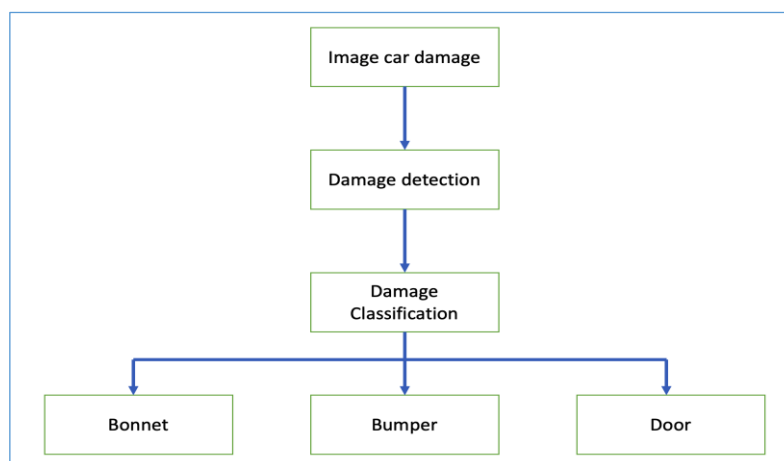 Image car damage
Damage detection
Damage
Classification
Bonnet
Bumper
Door